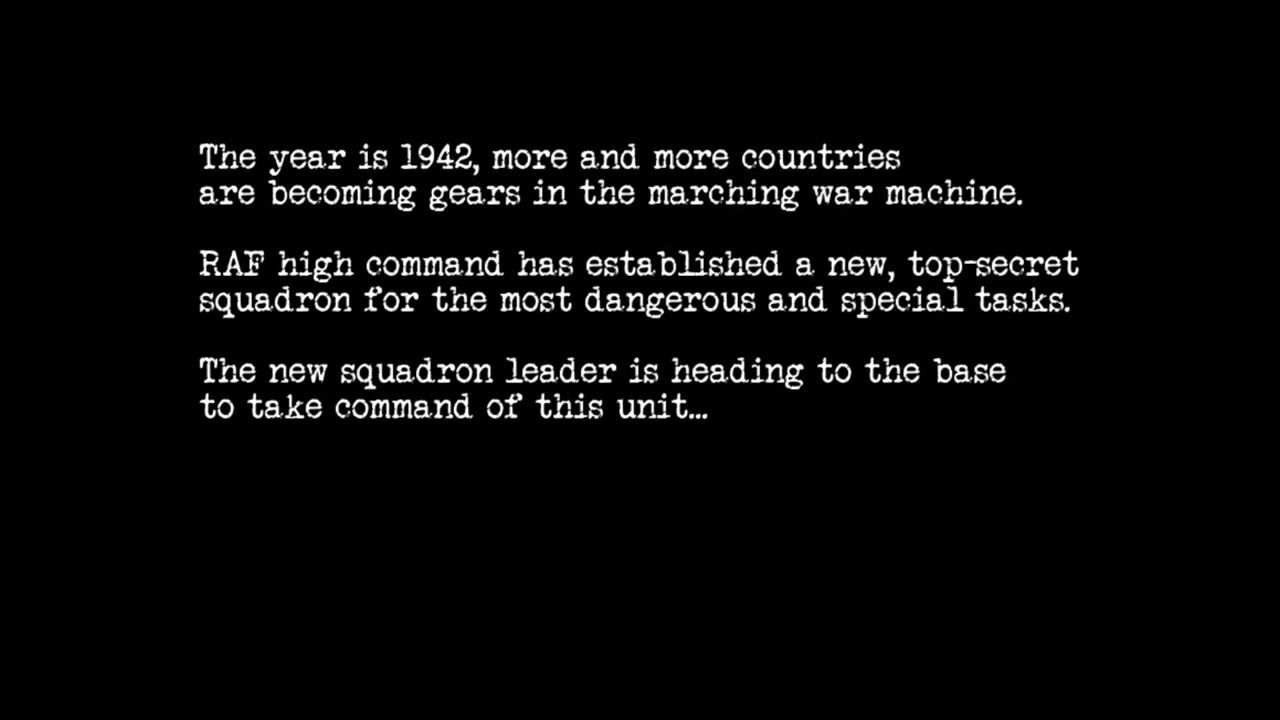 The year is 1942, more and more countries
are becoming gears in the marching war machine.
RAF high command has established a new, top-secret
squadron for the most dangerous and special tasks.
The new squadron leader is heading to the base
to take command of this unit...